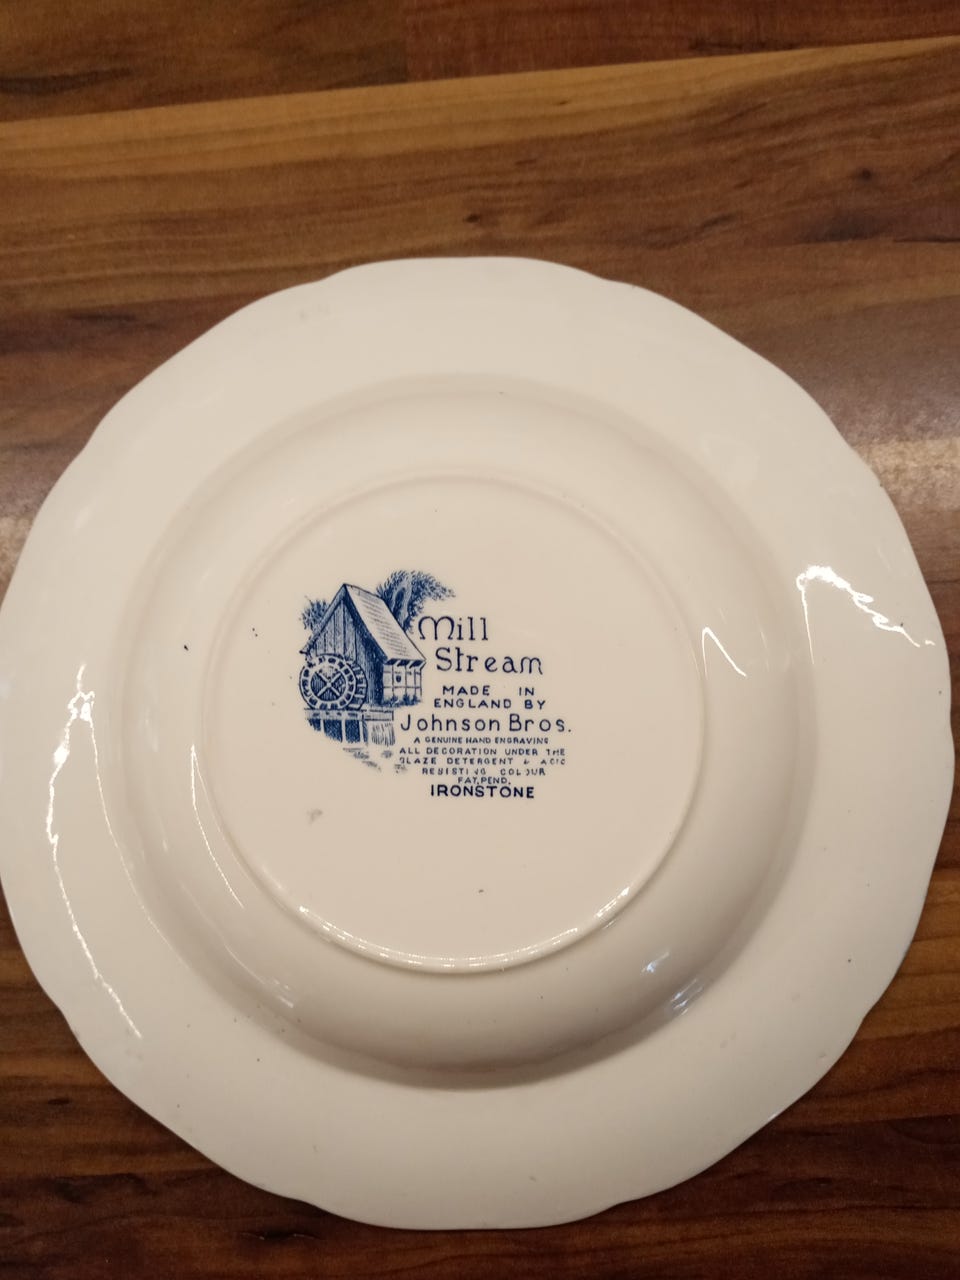 Mill
Stream
MADE IN
ENGLAND BY
Johnson Bros.
A GENUINE HAND ENGRAVING
ALL DECORATION UNDER THE
GLAZE DETERGENT & ACID
RESISTING COLOUR
PAT. PEND.
IRONSTONE